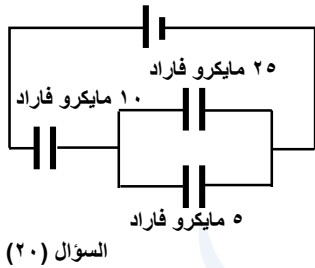 ٢٥ مايكرو فاراد
١٠ مايكرو فاراد
٥ مايكرو فاراد
السؤال (٢٠)